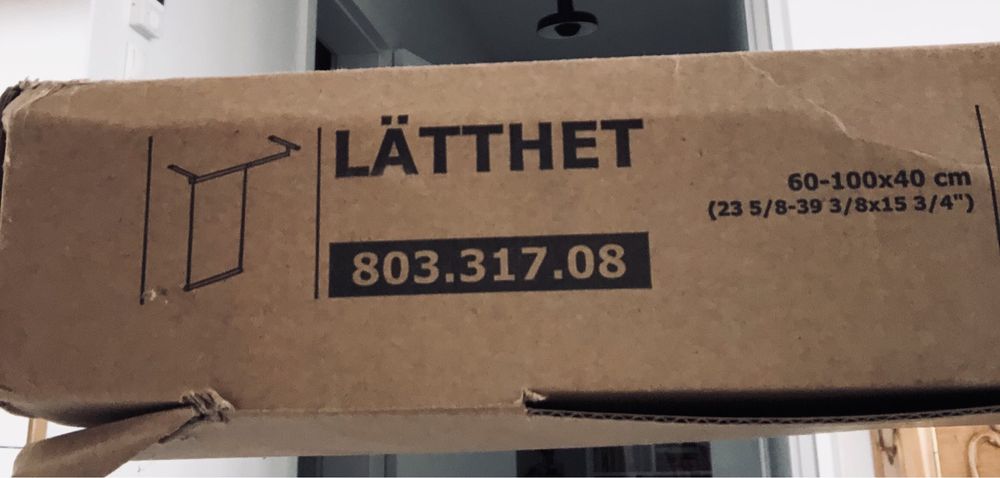 LÄTTHET
60-100x40 cm
(23 5/8-39 3/8x15 3/4")
803.317.08